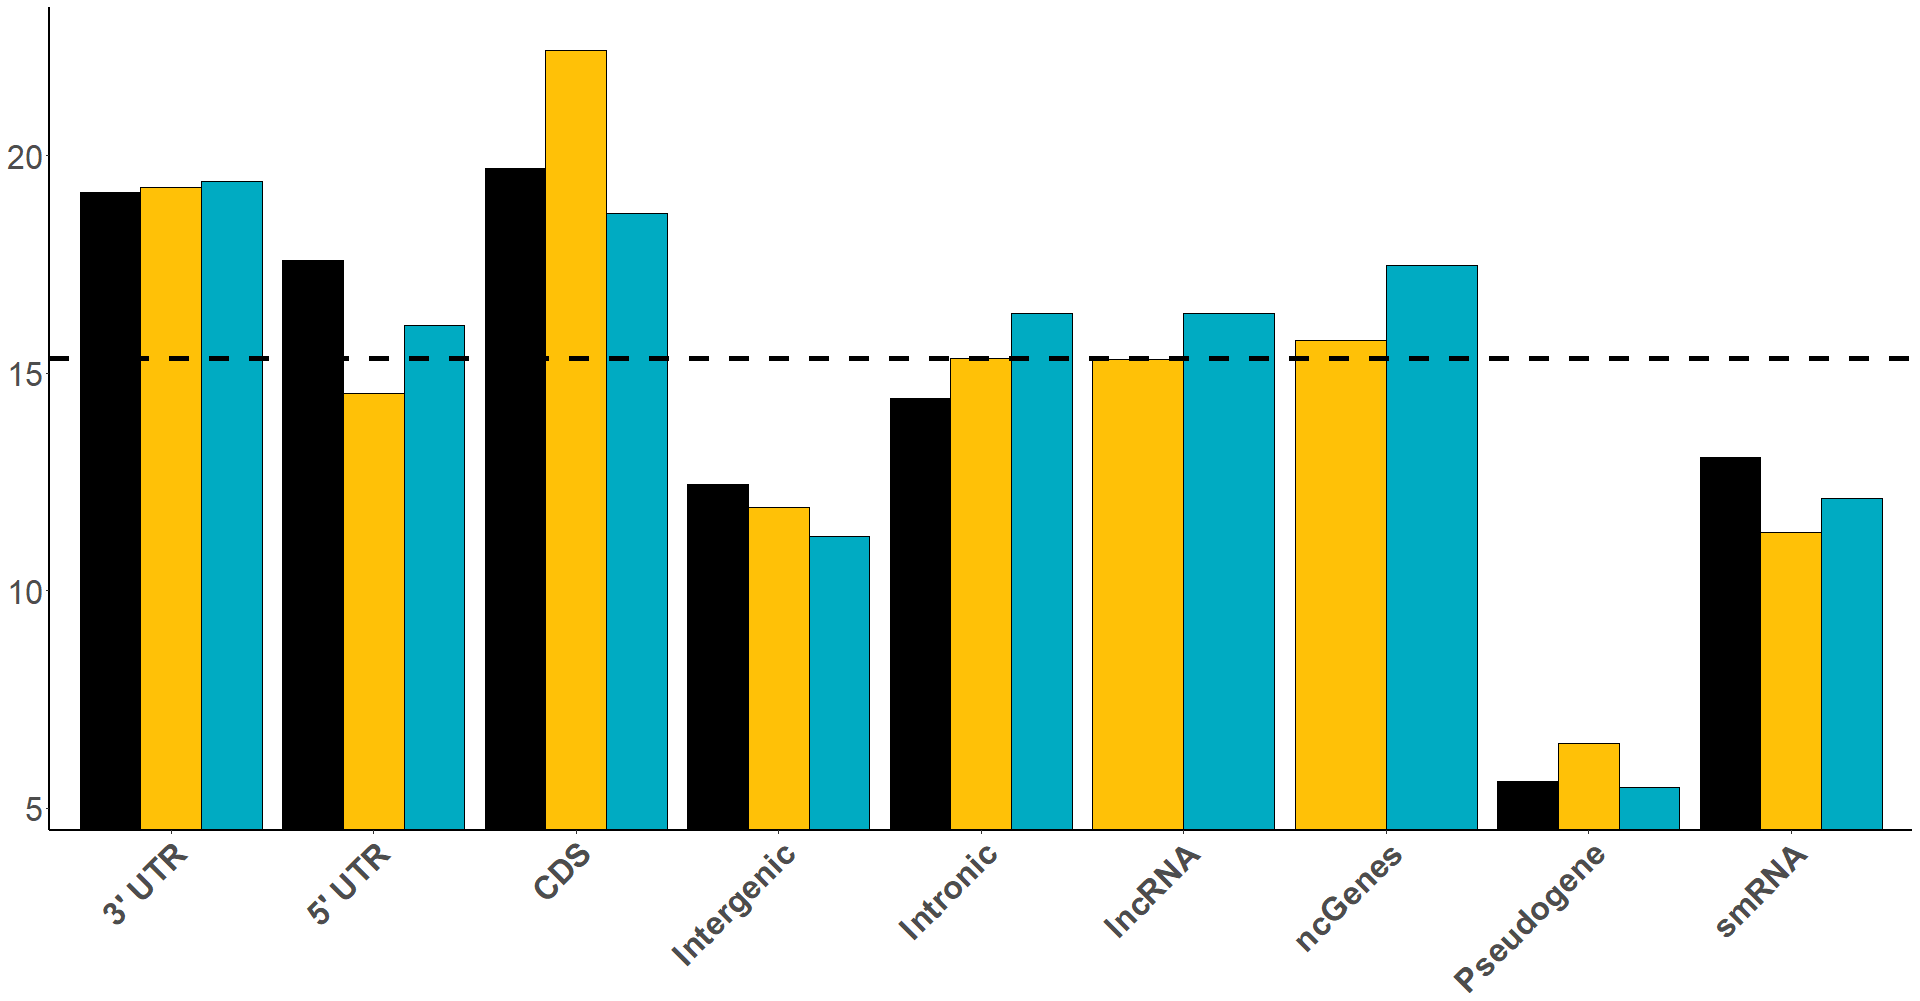 20
15
10
5
3' UTR
5' UTR
CDS
Intergenic
Intronic
lncRNA
ncGenes
Pseudogene
smRNA